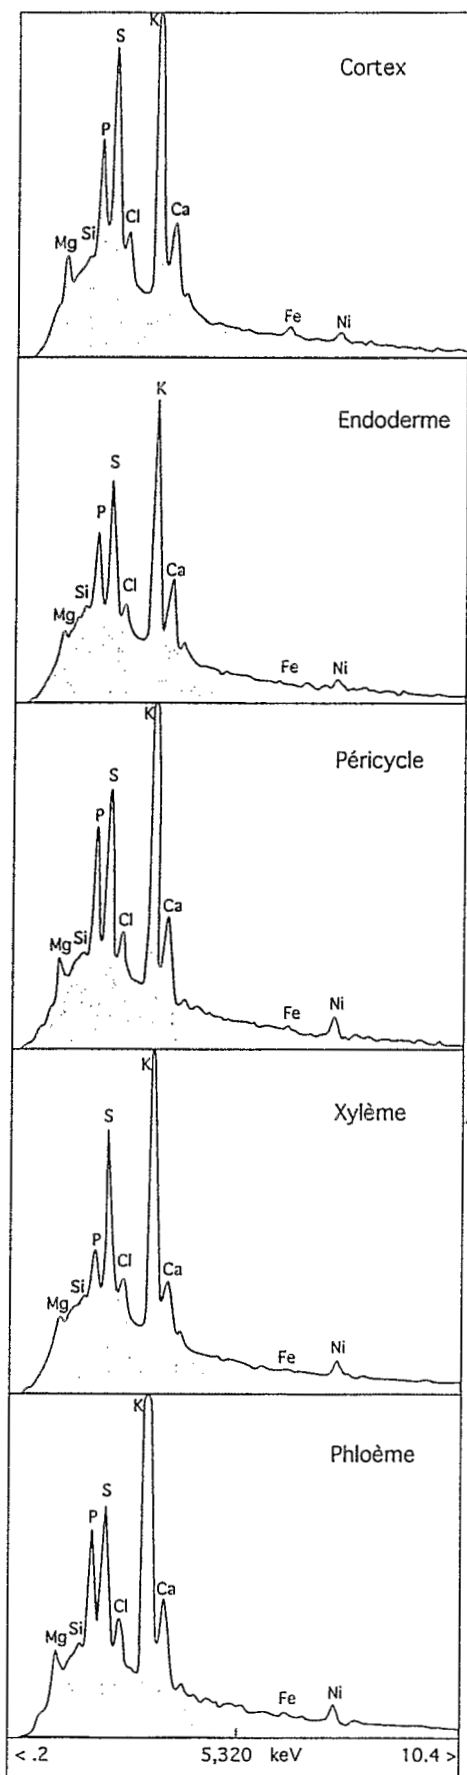 K
S
Cortex
P
Cl
Ca
Si
Mg
Fe
Ni
K
Endoderme
S
P
Ca
Si
Cl
Mg
Fe
Ni
K
Péricycle
S
P
Ca
Cl
Si
Mg
Ni
Fe
K
Xylème
S
P
Cl
Ca
Si
Mg
Ni
Fe
K
Phloème
S
P
Ca
Cl
Si
Mg
Ni
Fe
< .2 5,320 keV 10.4 >